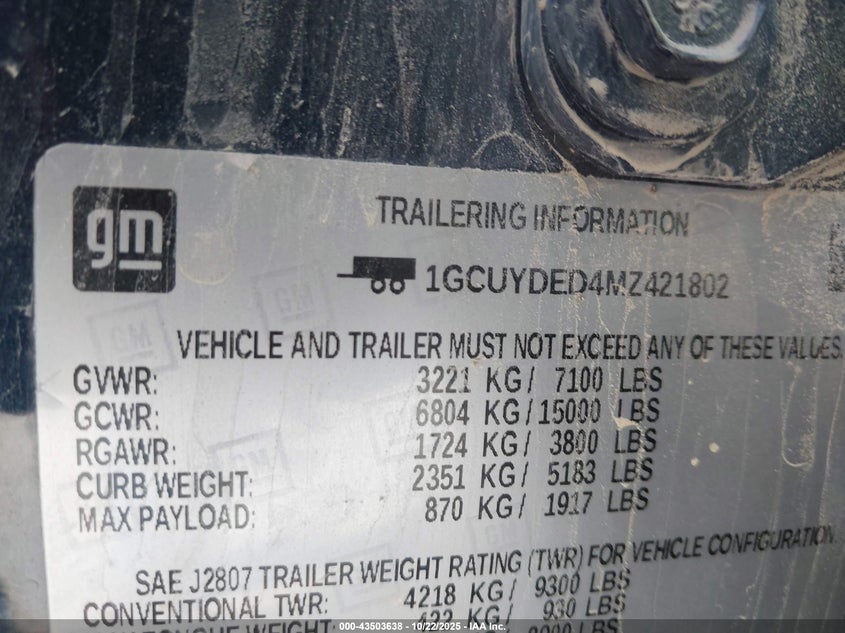 gm
TRAILERING INFORMATION
1GCUYDED4MZ421802
VEHICLE AND TRAILER MUST NOT EXCEED ANY OF THESE VALUES.
GVWR: 3221 KG/ 7100 LBS
GCWR: 6804 KG/15000 LBS
RGAWR: 1724 KG/ 3800 LBS
CURB WEIGHT: 2351 KG/ 5183 LBS
MAX PAYLOAD: 870 KG/ 1917 LBS
SAE J2807 TRAILER WEIGHT RATING (TWR) FOR VEHICLE CONFIGURATION.
CONVENTIONAL TWR: 4218 KG/ 9300 LBS
422 KG/ 930 LBS
000-43503638 - 10/22/2025 - IAA Inc.